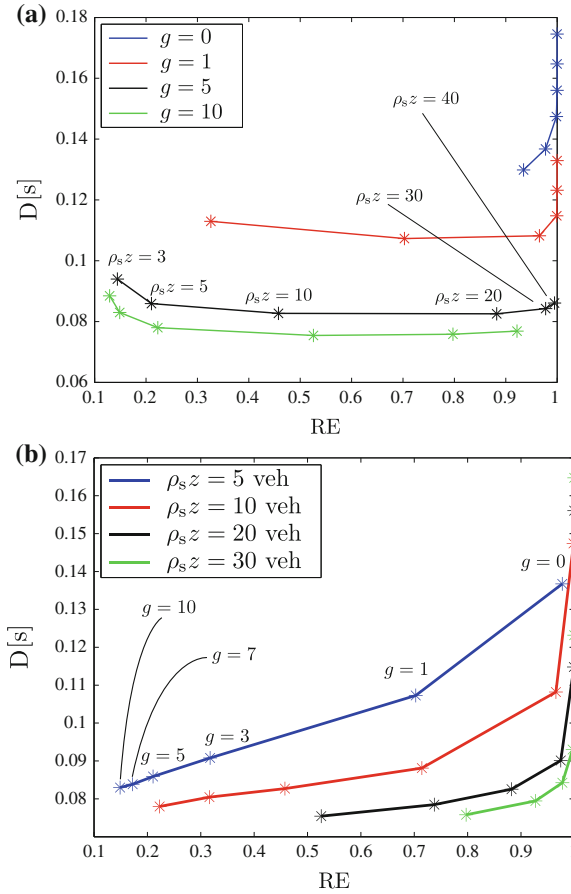 (a)
0.18
0.16
0.14
0.12
0.1
0.08
0.06
D[s]
g = 0
g = 1
g = 5
g = 10
ρₛz = 40
ρₛz = 30
ρₛz = 3
ρₛz = 5
ρₛz = 10
ρₛz = 20
0.1 0.2 0.3 0.4 0.5 0.6 0.7 0.8 0.9 1
RE
(b)
0.17
0.16
0.15
0.14
0.13
0.12
0.11
0.1
0.09
0.08
D[s]
ρₛz = 5 veh
ρₛz = 10 veh
ρₛz = 20 veh
ρₛz = 30 veh
g = 0
g = 10
g = 7
g = 1
g = 5
g = 3
0.1 0.2 0.3 0.4 0.5 0.6 0.7 0.8 0.9 1
RE